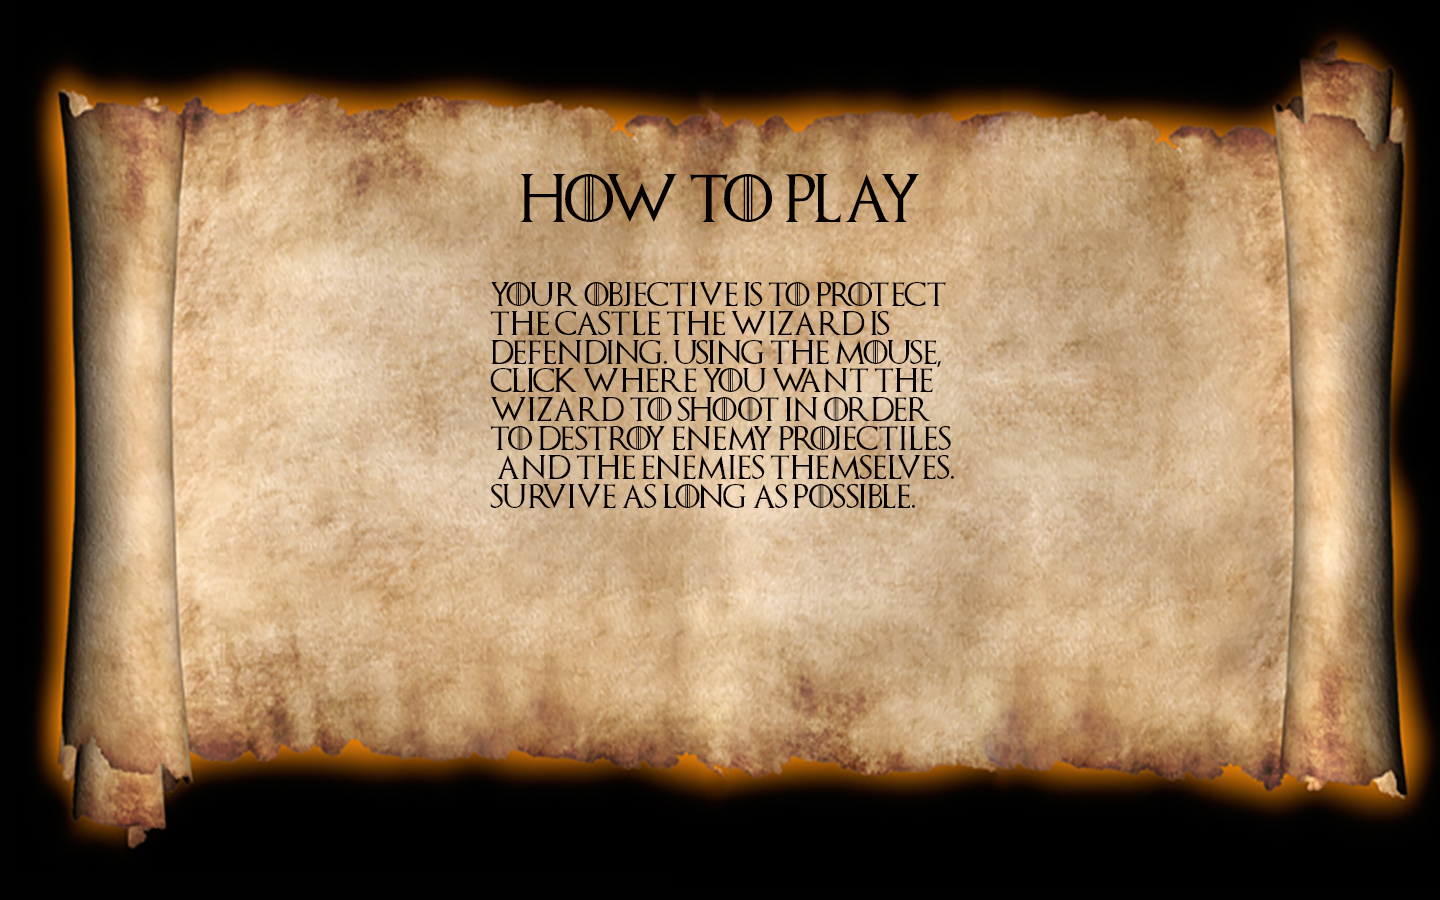 HOW TO PLAY
YOUR OBJECTIVE IS TO PROTECT
THE CASTLE THE WIZARD IS
DEFENDING. USING THE MOUSE,
CLICK WHERE YOU WANT THE
WIZARD TO SHOOT IN ORDER
TO DESTROY ENEMY PROJECTILES
AND THE ENEMIES THEMSELVES.
SURVIVE AS LONG AS POSSIBLE.